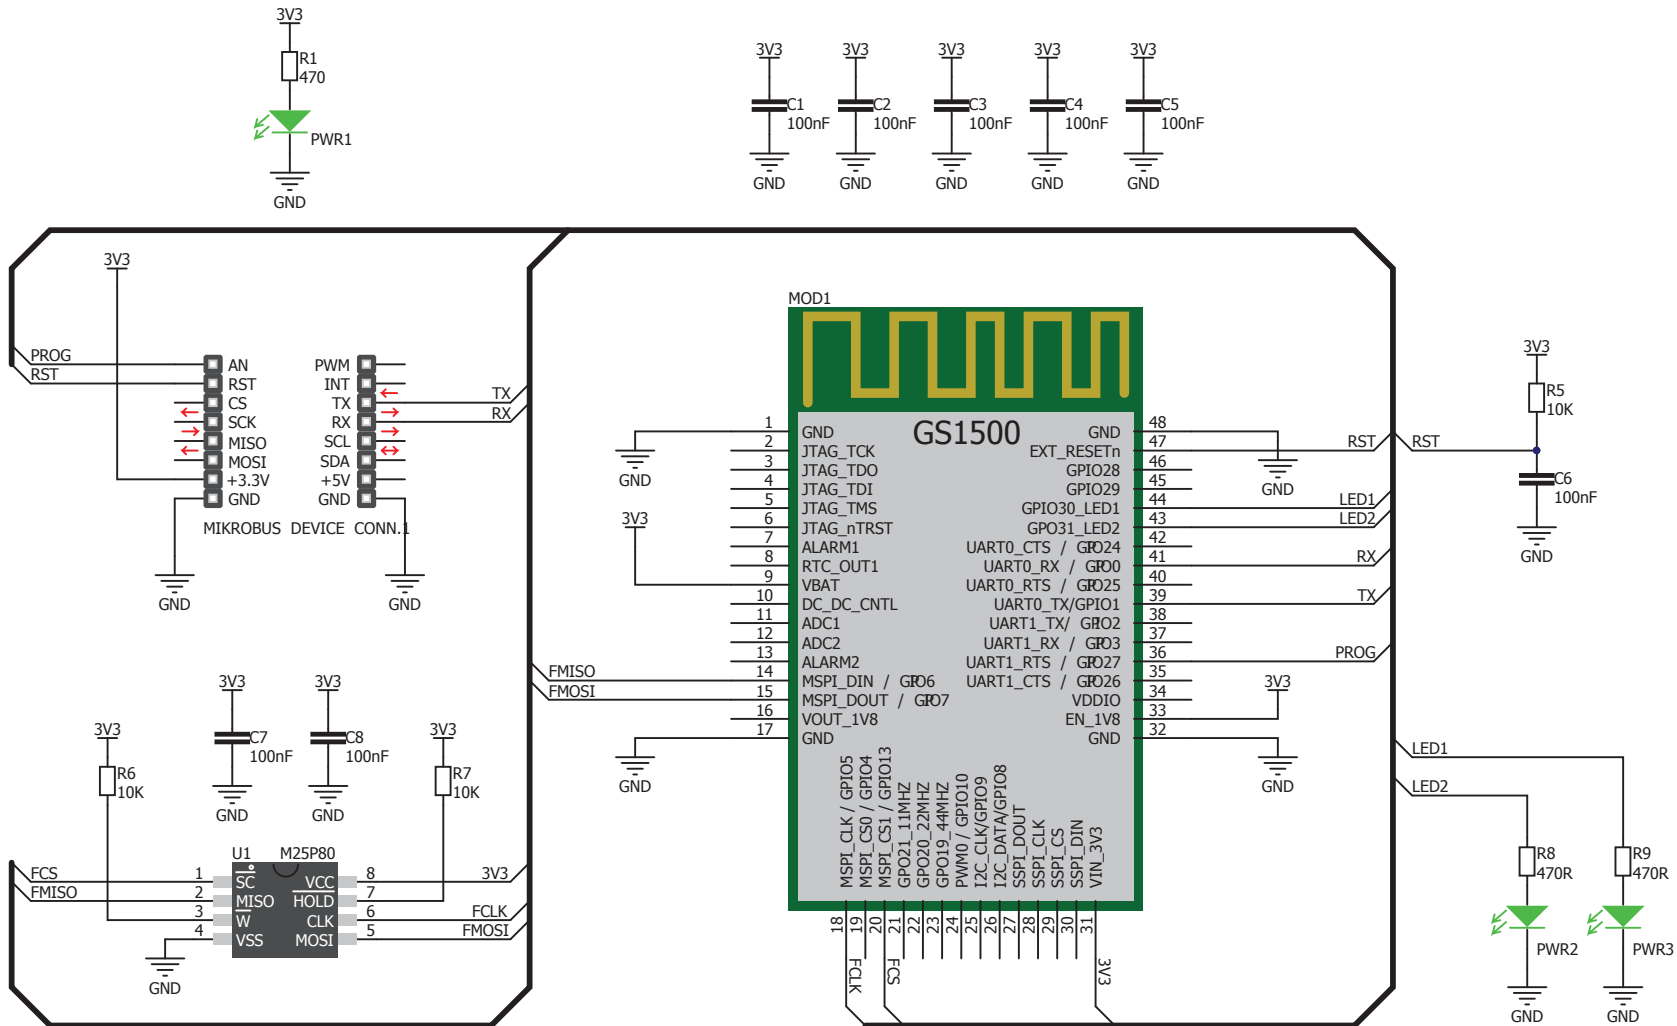 3V3
R1
470
PWR1
GND
3V3 3V3 3V3 3V3 3V3
C1 C2 C3 C4 C5
100nF 100nF 100nF 100nF 100nF
GND GND GND GND GND
3V3
PROG
RST
AN PWM
RST INT
CS TX TX
SCK RX RX
MISO SCL
MOSI SDA
+3.3V +5V
GND GND
MIKROBUS DEVICE CONN.1
GND GND
MOD1
GS1500
1 GND
2 JTAG_TCK
3 JTAG_TDO
4 JTAG_TDI
5 JTAG_TMS
6 JTAG_nTRST
7 ALARM1
8 RTC_OUT1
9 VBAT
10 DC_DC_CNTL
11 ADC1
12 ADC2
13 ALARM2
FMISO 14 MSPI_DIN / GPIO6
FMOSI 15 MSPI_DOUT / GPIO7
16 VOUT_1V8
17 GND
GND
3V3
GND
GND 48
EXT_RESETn 47 RST
GPIO28 46
GPIO29 45
GPIO30_LED1 44 LED1
GPO31_LED2 43 LED2
UART0_CTS / GPIO24 42
UART0_RX / GPIO0 41 RX
UART0_RTS / GPIO25 40
UART0_TX/GPIO1 39 TX
UART1_TX/ GPIO2 38
UART1_RX / GPIO3 37
UART1_RTS / GPIO27 36 PROG
UART1_CTS / GPIO26 35
VDDIO 34
EN_1V8 33
GND 32
GND
3V3
GND
MSPI_CLK / GPIO5 18 FCLK
MSPI_CS0 / GPIO4 19
MSPI_CS1 / GPIO13 20 FCS
GPO21_11MHZ 21
GPO20_22MHZ 22
GPO19_44MHZ 23
PWM0 / GPIO10 24
I2C_CLK/GPIO9 25
I2C_DATA/GPIO8 26
SSPI_DOUT 27
SSPI_CLK 28
SSPI_CS 29
SSPI_DIN 30
VIN_3V3 31 3V3
3V3
R5
10K
RST
C6
100nF
GND
3V3 3V3
C7 C8
100nF 100nF
GND GND
3V3 3V3
R6 R7
10K 10K
U1 M25P80
FCS 1 SC VCC 8 3V3
FMISO 2 MISO HOLD 7
3 W CLK 6 FCLK
4 VSS MOSI 5 FMOSI
GND
LED1
LED2
R8 R9
470R 470R
PWR2 PWR3
GND GND